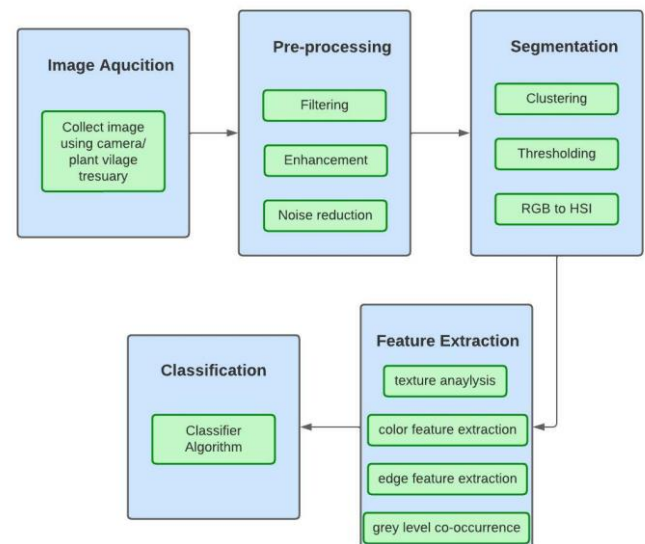 Image Aqucition
Collect image
using camera/
plant vilage
tresuary
Pre-processing
Filtering
Enhancement
Noise reduction
Segmentation
Clustering
Thresholding
RGB to HSI
Feature Extraction
texture anaylysis
color feature extraction
edge feature extraction
grey level co-occurrence
Classification
Classifier
Algorithm